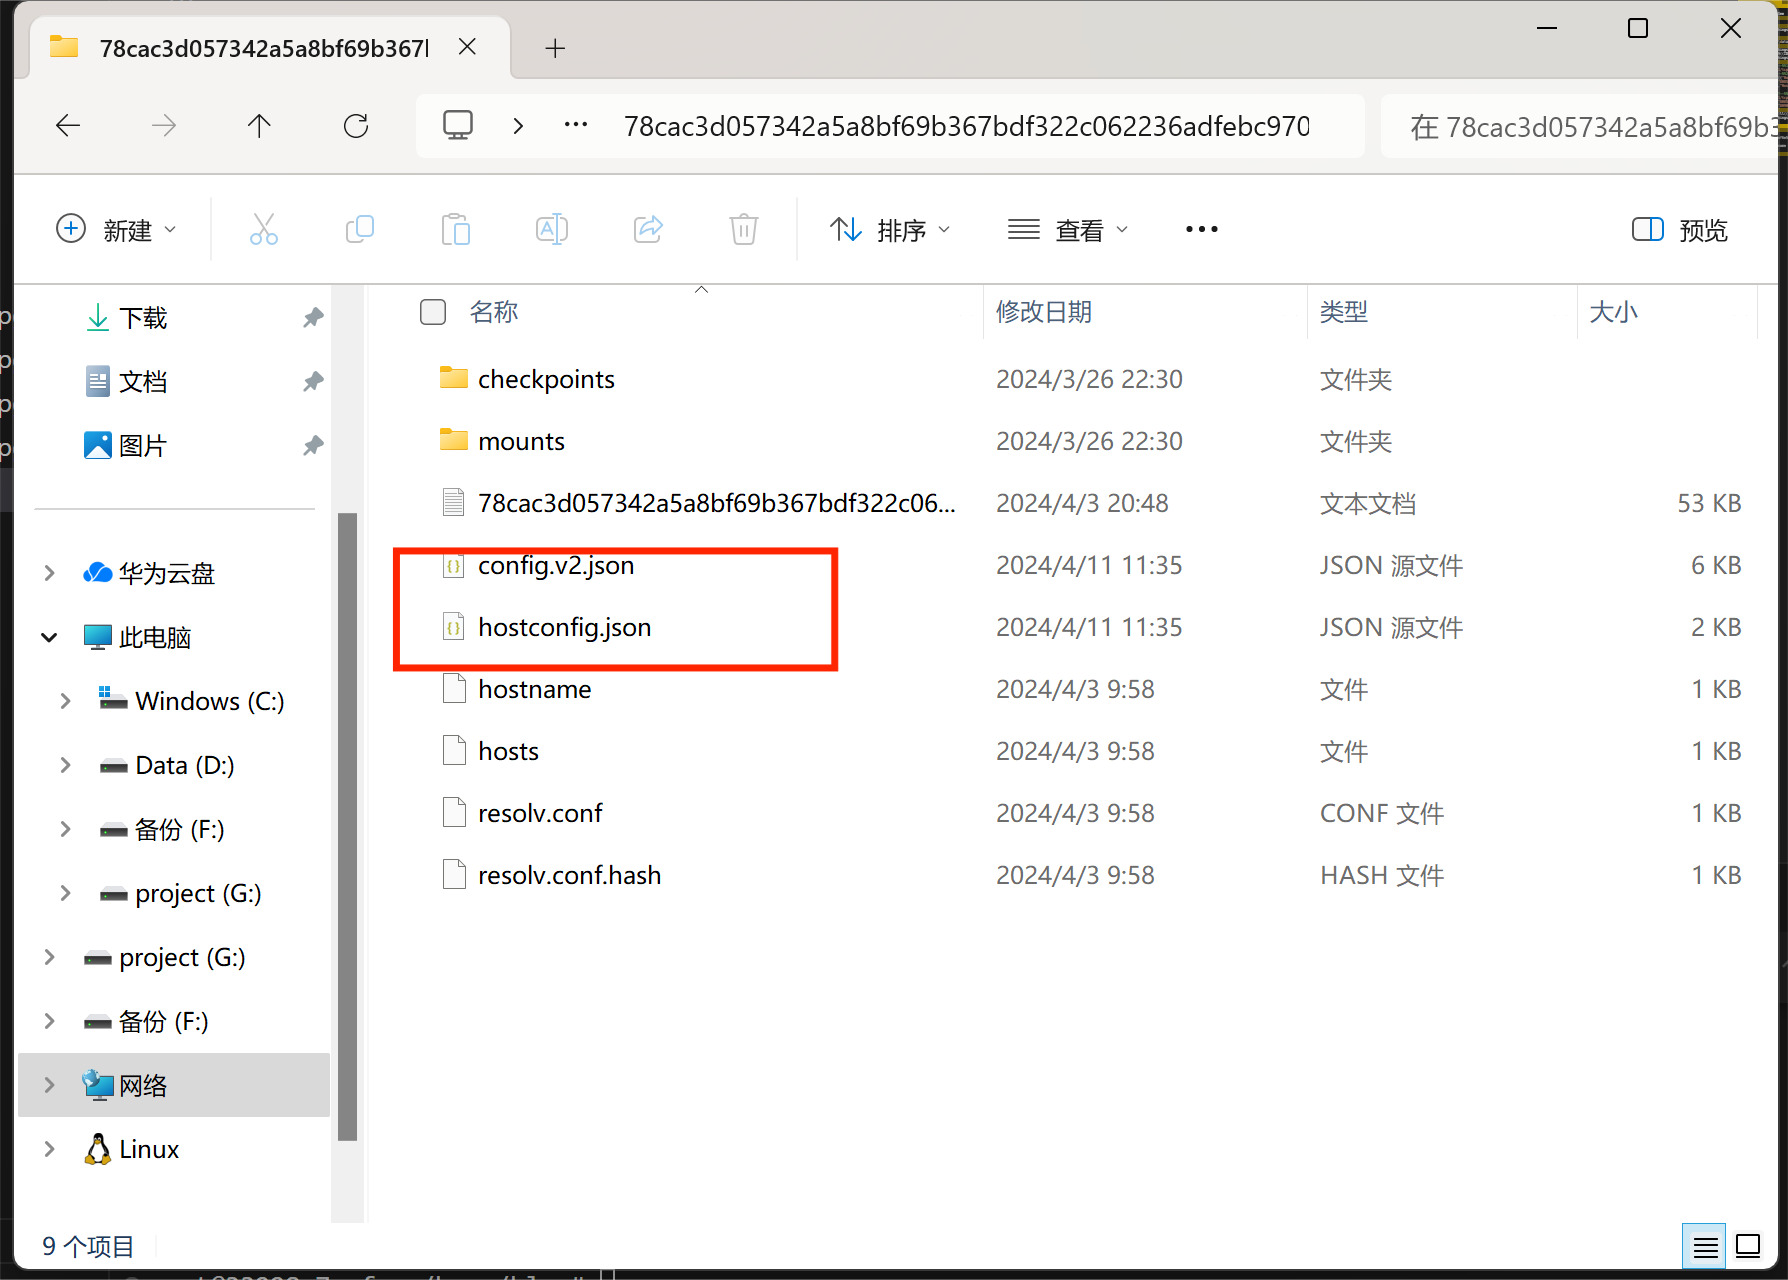 78cac3d057342a5a8bf69b367
78cac3d057342a5a8bf69b367bdf322c062236adfebc970
在 78cac3d057342a5a8bf69b3
新建
排序
查看
预览
下载
文档
图片
华为云盘
此电脑
Windows (C:)
Data (D:)
备份 (F:)
project (G:)
project (G:)
备份 (F:)
网络
Linux
名称 修改日期 类型 大小
checkpoints 2024/3/26 22:30 文件夹
mounts 2024/3/26 22:30 文件夹
78cac3d057342a5a8bf69b367bdf322c06... 2024/4/3 20:48 文本文档 53 KB
config.v2.json 2024/4/11 11:35 JSON 源文件 6 KB
hostconfig.json 2024/4/11 11:35 JSON 源文件 2 KB
hostname 2024/4/3 9:58 文件 1 KB
hosts 2024/4/3 9:58 文件 1 KB
resolv.conf 2024/4/3 9:58 CONF 文件 1 KB
resolv.conf.hash 2024/4/3 9:58 HASH 文件 1 KB
9 个项目